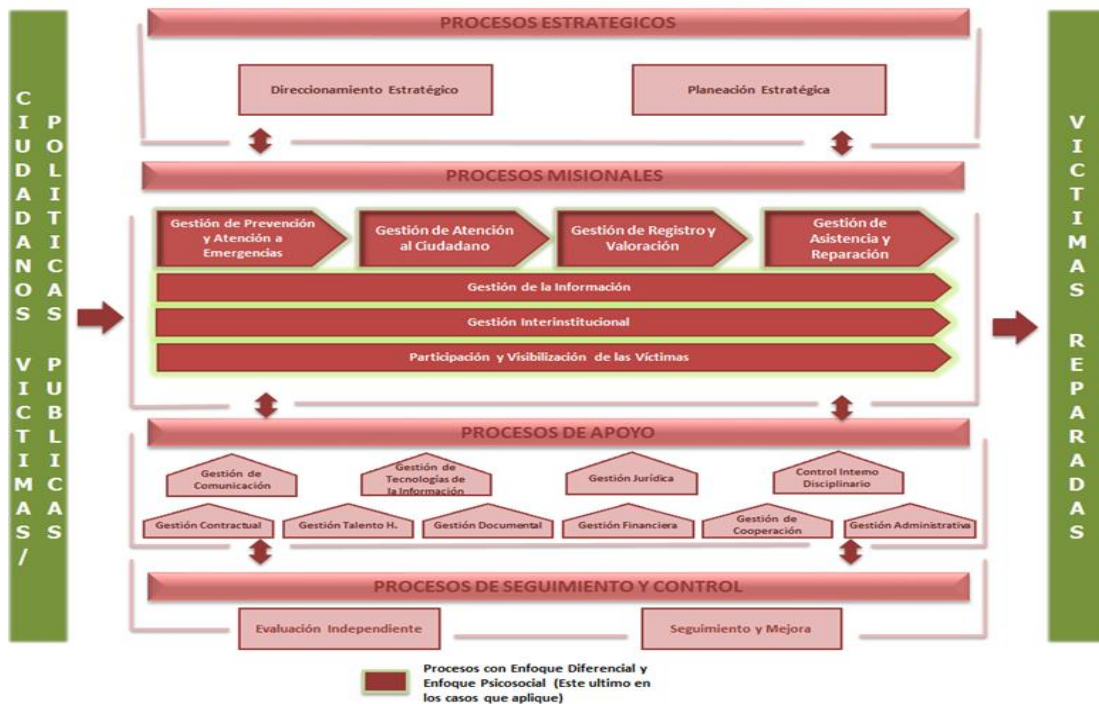 CIUDADANOS VICTIMAS/
POLITICAS PUBLICAS
PROCESOS ESTRATEGICOS
Direccionamiento Estratégico
Planeación Estratégica
PROCESOS MISIONALES
Gestión de Prevención
y Atención a
Emergencias
Gestión de Atención
al Ciudadano
Gestión de Registro y
Valoración
Gestión de
Asistencia y
Reparación
Gestión de la Información
Gestión Interinstitucional
Participación y Visibilización de las Víctimas
PROCESOS DE APOYO
Gestión de
Comunicación
Gestión de
Tecnologías de
la Información
Gestión Jurídica
Control Interno
Disciplinario
Gestión Contractual
Gestión Talento H.
Gestión Documental
Gestión Financiera
Gestión de
Cooperación
Gestión Administrativa
PROCESOS DE SEGUIMIENTO Y CONTROL
Evaluación Independiente
Seguimiento y Mejora
Procesos con Enfoque Diferencial y
Enfoque Psicosocial (Este ultimo en
los casos que aplique)
VICTIMAS REPARADAS